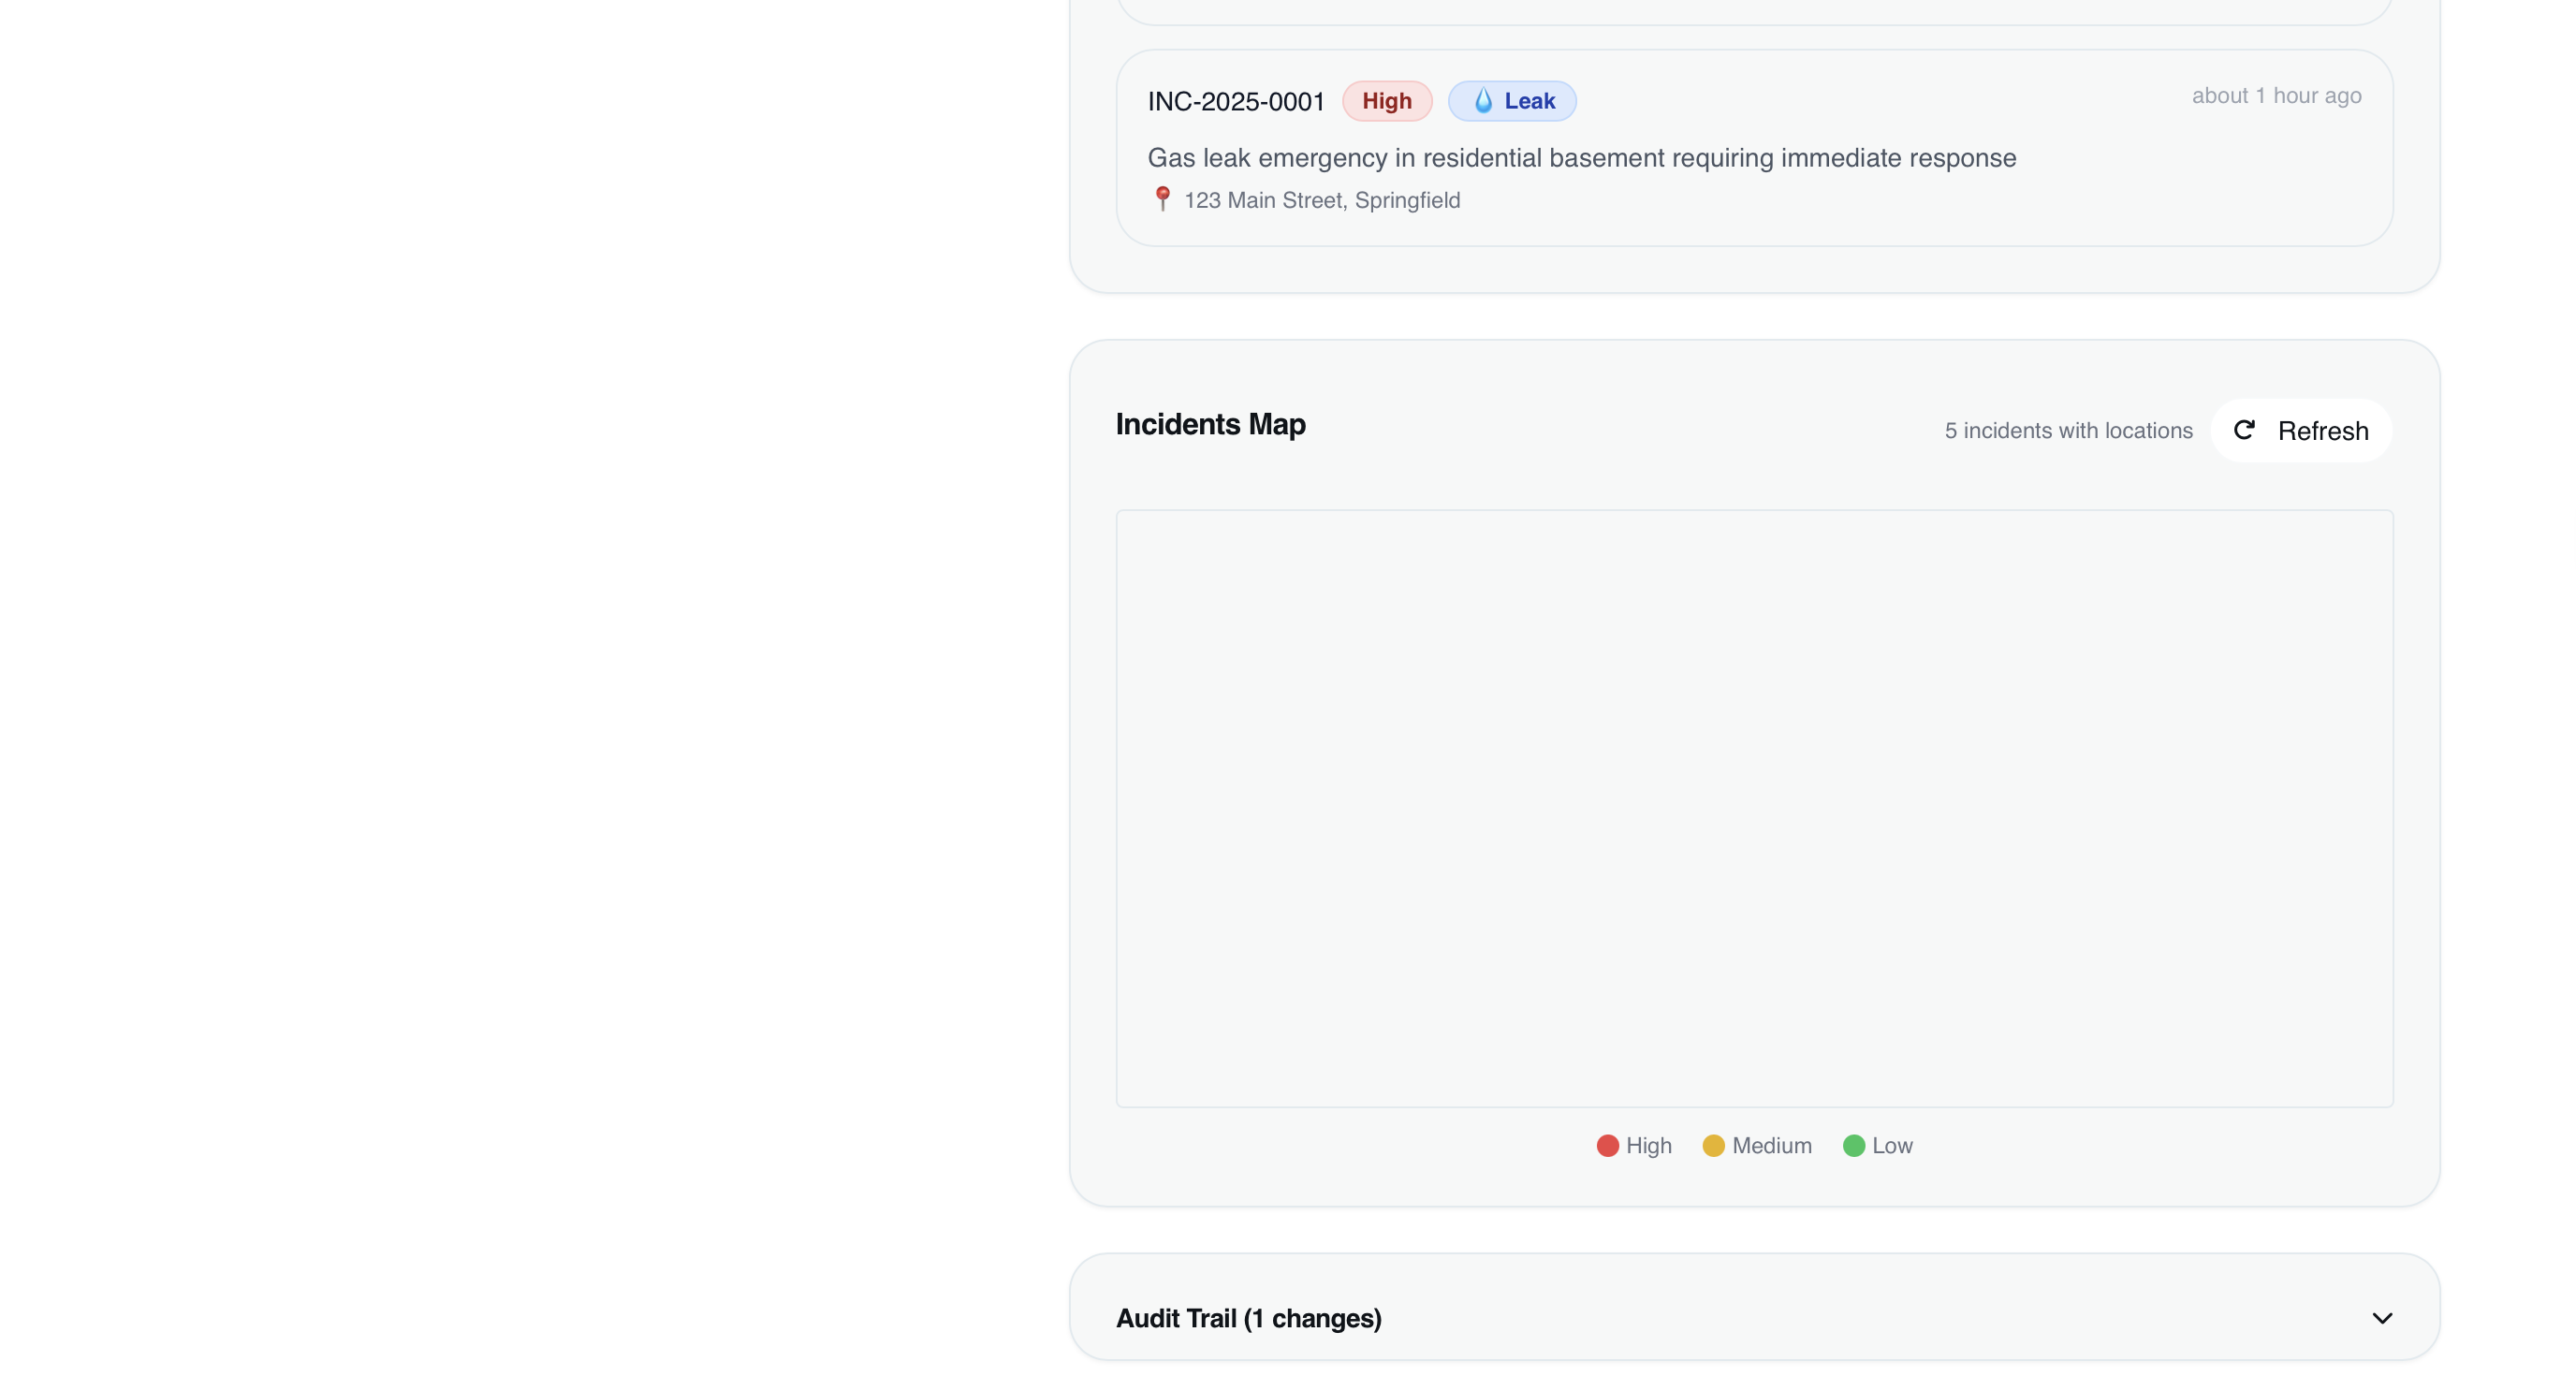 INC-2025-0001 High Leak about 1 hour ago
Gas leak emergency in residential basement requiring immediate response
123 Main Street, Springfield
Incidents Map 5 incidents with locations Refresh
High Medium Low
Audit Trail (1 changes)